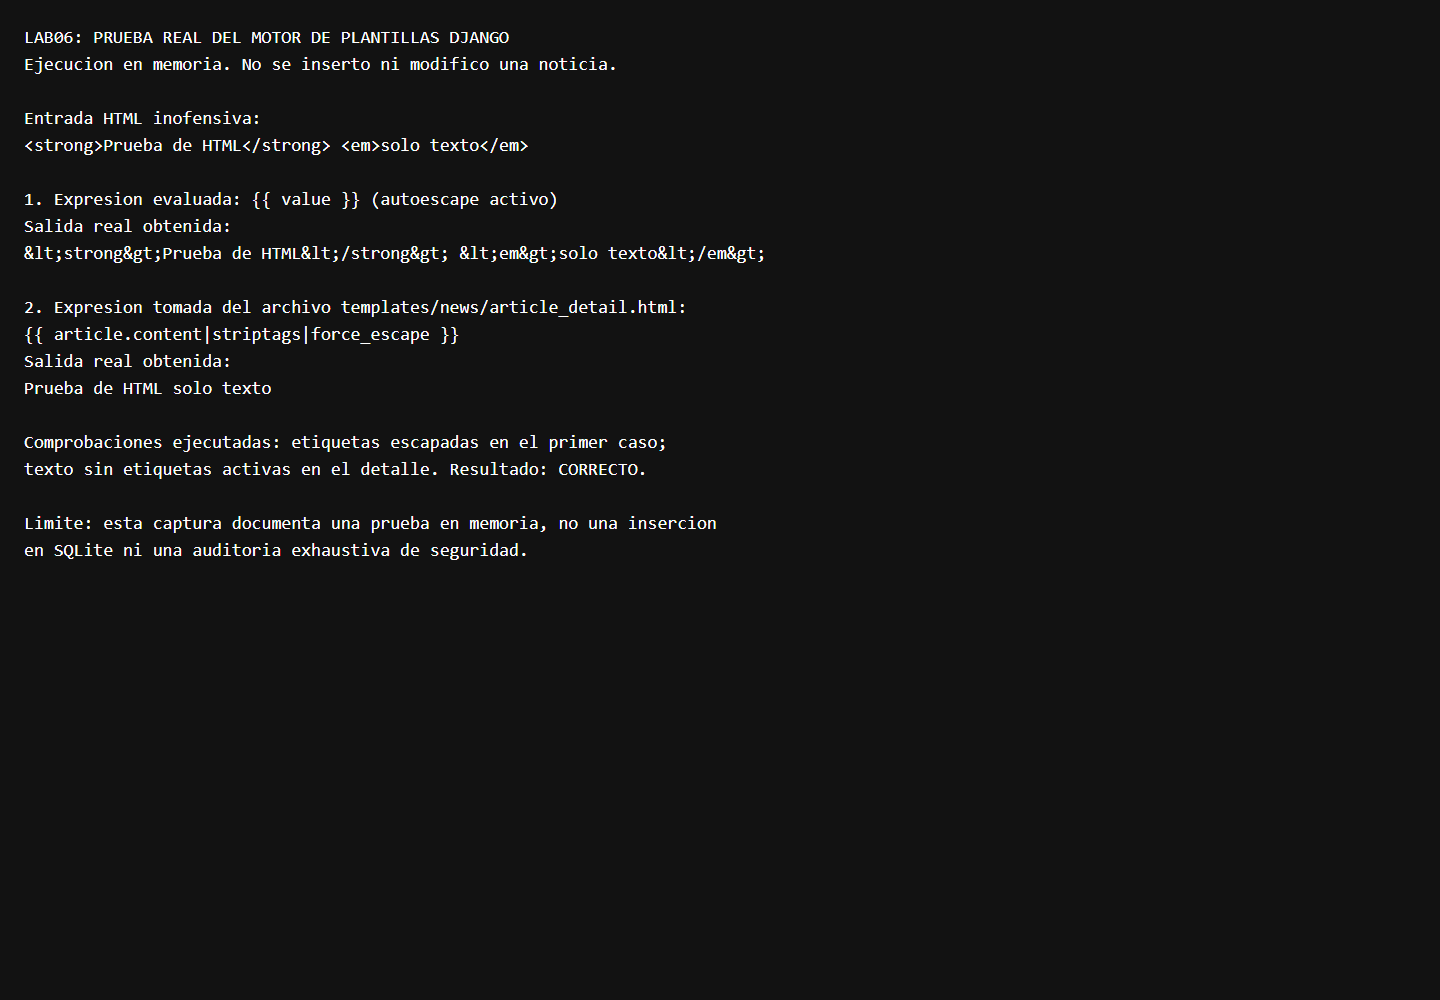 LAB06: PRUEBA REAL DEL MOTOR DE PLANTILLAS DJANGO
Ejecucion en memoria. No se inserto ni modifico una noticia.
Entrada HTML inofensiva:
<strong>Prueba de HTML</strong> <em>solo texto</em>
1. Expresion evaluada: {{ value }} (autoescape activo)
Salida real obtenida:
&lt;strong&gt;Prueba de HTML&lt;/strong&gt; &lt;em&gt;solo texto&lt;/em&gt;
2. Expresion tomada del archivo templates/news/article_detail.html:
{{ article.content|striptags|force_escape }}
Salida real obtenida:
Prueba de HTML solo texto
Comprobaciones ejecutadas: etiquetas escapadas en el primer caso;
texto sin etiquetas activas en el detalle. Resultado: CORRECTO.
Limite: esta captura documenta una prueba en memoria, no una insercion
en SQLite ni una auditoria exhaustiva de seguridad.